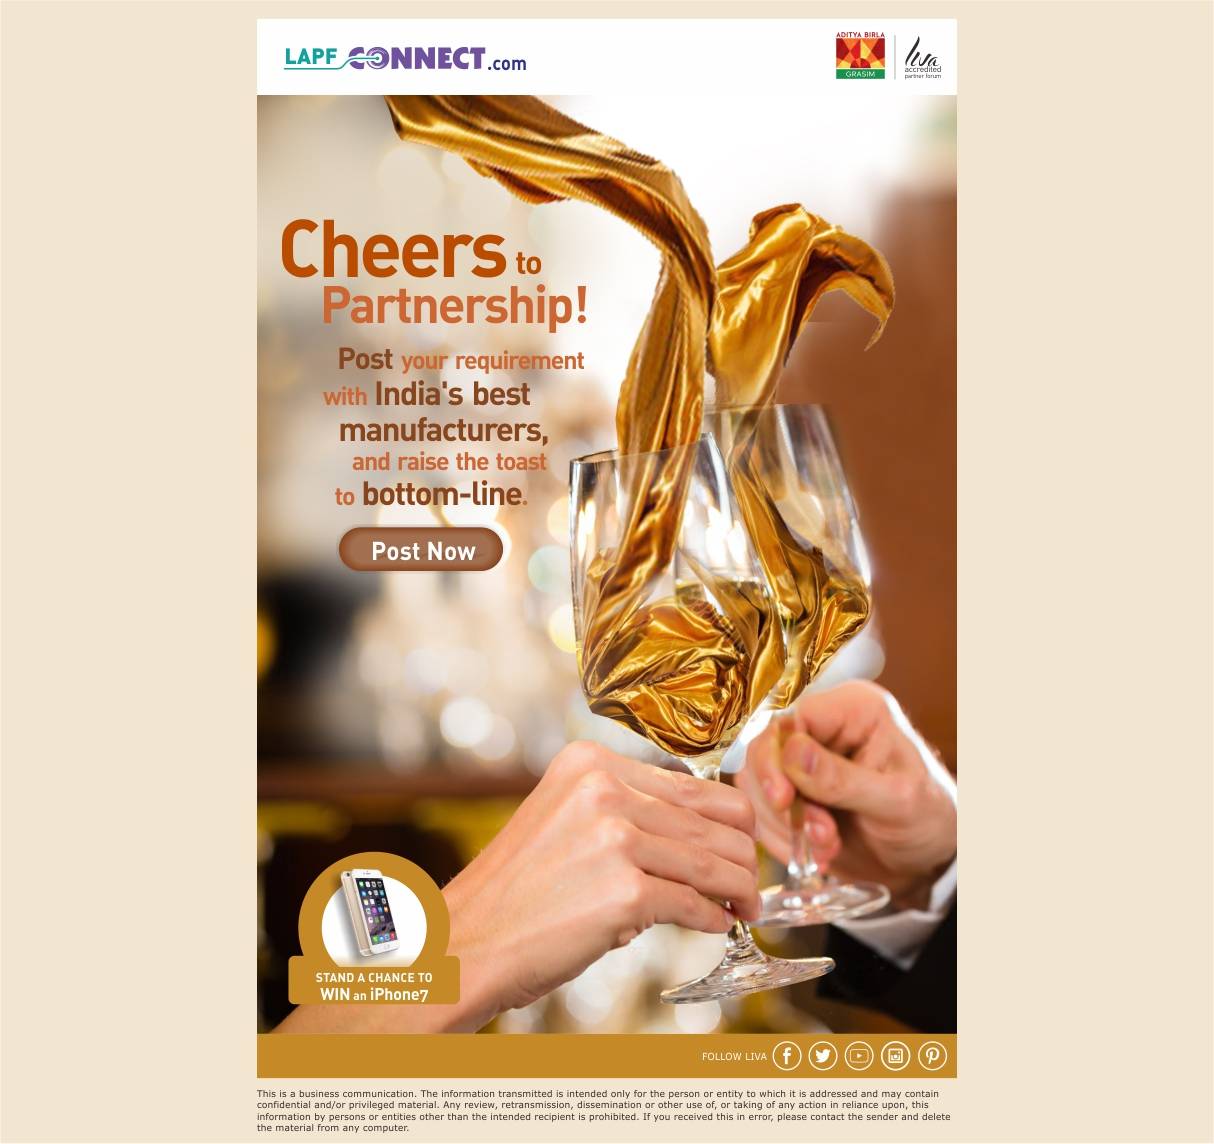 LAPF CONNECT.com
ADITYA BIRLA
GRASIM
Liva
accredited
partner forum
Cheers to
Partnership!
Post your requirement
with India's best
manufacturers,
and raise the toast
to bottom-line.
Post Now
STAND A CHANCE TO
WIN an iPhone7
FOLLOW LIVA
This is a business communication. The information transmitted is intended only for the person or entity to which it is addressed and may contain
confidential and/or privileged material. Any review, retransmission, dissemination or other use of, or taking of any action in reliance upon, this
information by persons or entities other than the intended recipient is prohibited. If you received this in error, please contact the sender and delete
the material from any computer.